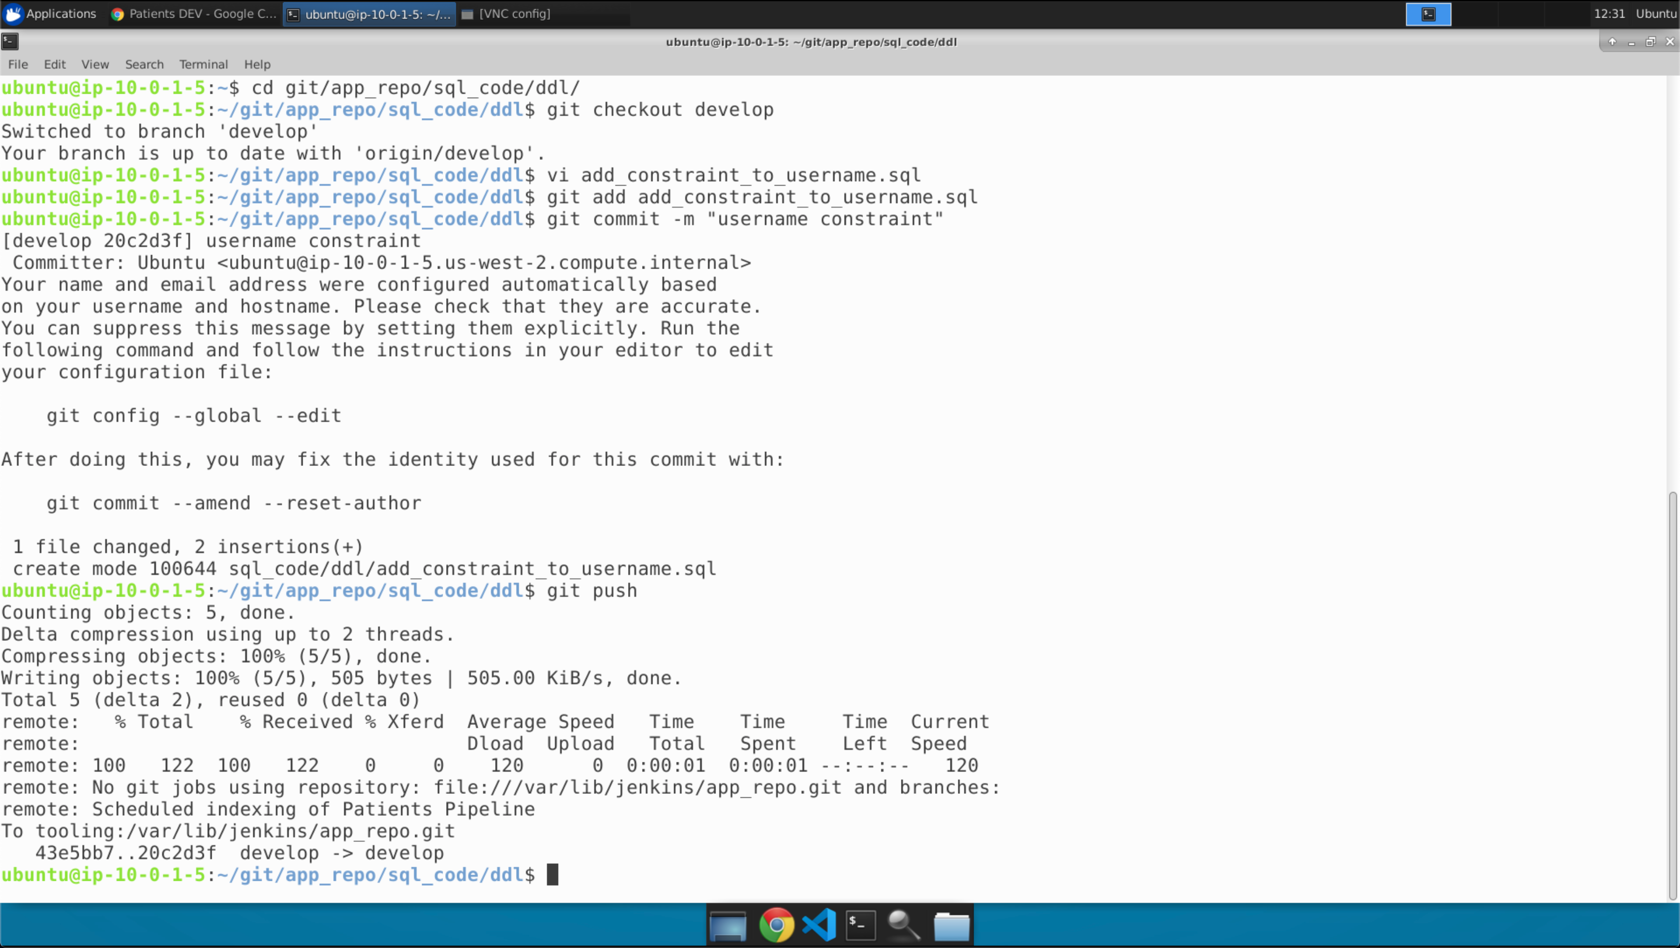 Applications
Patients DEV - Google C...
ubuntu@ip-10-0-1-5: ~/...
[VNC config]
12:31
Ubuntu
ubuntu@ip-10-0-1-5: ~/git/app_repo/sql_code/ddl
File Edit View Search Terminal Help
ubuntu@ip-10-0-1-5:~$ cd git/app_repo/sql_code/ddl/
ubuntu@ip-10-0-1-5:~/git/app_repo/sql_code/ddl$ git checkout develop
Switched to branch 'develop'
Your branch is up to date with 'origin/develop'.
ubuntu@ip-10-0-1-5:~/git/app_repo/sql_code/ddl$ vi add_constraint_to_username.sql
ubuntu@ip-10-0-1-5:~/git/app_repo/sql_code/ddl$ git add add_constraint_to_username.sql
ubuntu@ip-10-0-1-5:~/git/app_repo/sql_code/ddl$ git commit -m "username constraint"
[develop 20c2d3f] username constraint
 Committer: Ubuntu <ubuntu@ip-10-0-1-5.us-west-2.compute.internal>
Your name and email address were configured automatically based
on your username and hostname. Please check that they are accurate.
You can suppress this message by setting them explicitly. Run the
following command and follow the instructions in your editor to edit
your configuration file:
    git config --global --edit
After doing this, you may fix the identity used for this commit with:
    git commit --amend --reset-author
 1 file changed, 2 insertions(+)
 create mode 100644 sql_code/ddl/add_constraint_to_username.sql
ubuntu@ip-10-0-1-5:~/git/app_repo/sql_code/ddl$ git push
Counting objects: 5, done.
Delta compression using up to 2 threads.
Compressing objects: 100% (5/5), done.
Writing objects: 100% (5/5), 505 bytes | 505.00 KiB/s, done.
Total 5 (delta 2), reused 0 (delta 0)
remote:   % Total    % Received % Xferd  Average Speed   Time    Time     Time  Current
remote:                                  Dload  Upload   Total   Spent    Left  Speed
remote: 100   122  100   122    0     0    120      0  0:00:01  0:00:01 --:--:--   120
remote: No git jobs using repository: file:///var/lib/jenkins/app_repo.git and branches:
remote: Scheduled indexing of Patients Pipeline
To tooling:/var/lib/jenkins/app_repo.git
   43e5bb7..20c2d3f  develop -> develop
ubuntu@ip-10-0-1-5:~/git/app_repo/sql_code/ddl$